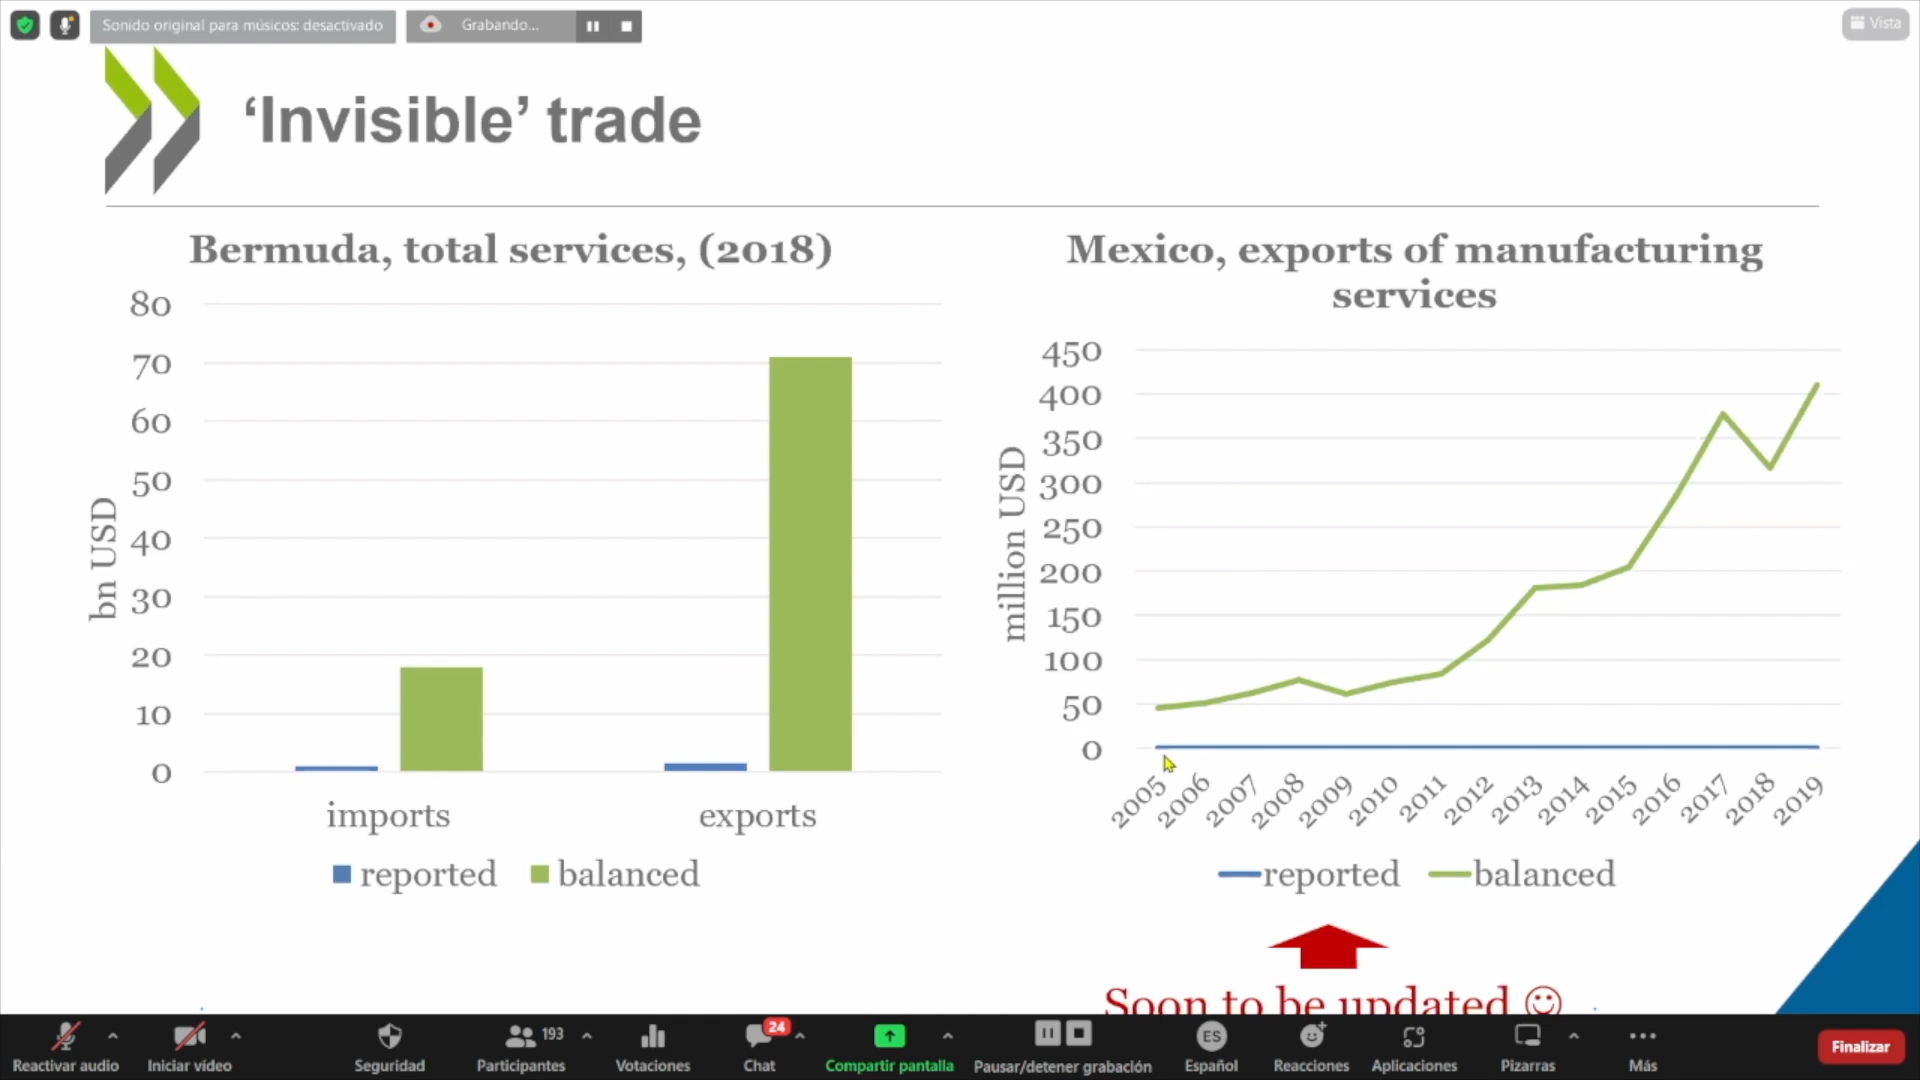 Sonido original para músicos: desactivado
Grabando...
Vista
‘Invisible’ trade
Bermuda, total services, (2018)
80
70
60
50
40
30
20
10
0
bn USD
imports
exports
reported
balanced
Mexico, exports of manufacturing
services
450
400
350
300
250
200
150
100
50
0
million USD
2005
2006
2007
2008
2009
2010
2011
2012
2013
2014
2015
2016
2017
2018
2019
reported
balanced
Soon to be updated ☺
193
24
ES
Reactivar audio
Iniciar vídeo
Seguridad
Participantes
Votaciones
Chat
Compartir pantalla
Pausar/detener grabación
Español
Reacciones
Aplicaciones
Pizarras
Más
Finalizar